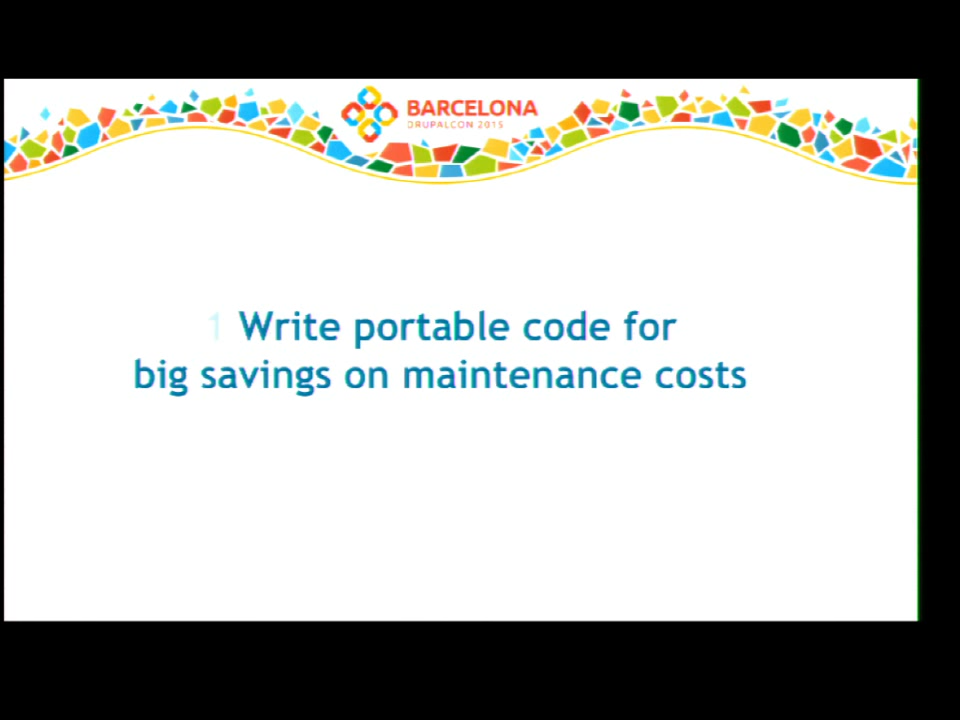 BARCELONA
DRUPALCON 2015
1 Write portable code for
big savings on maintenance costs